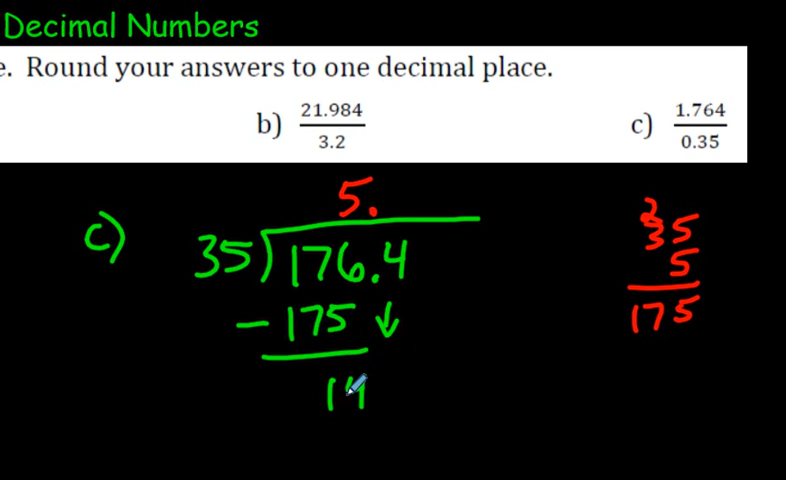 Decimal Numbers
e. Round your answers to one decimal place.
b) 21.984/3.2 c) 1.764/0.35
5.
c) 35)176.4
- 175 ↓
14
2
35
5
175